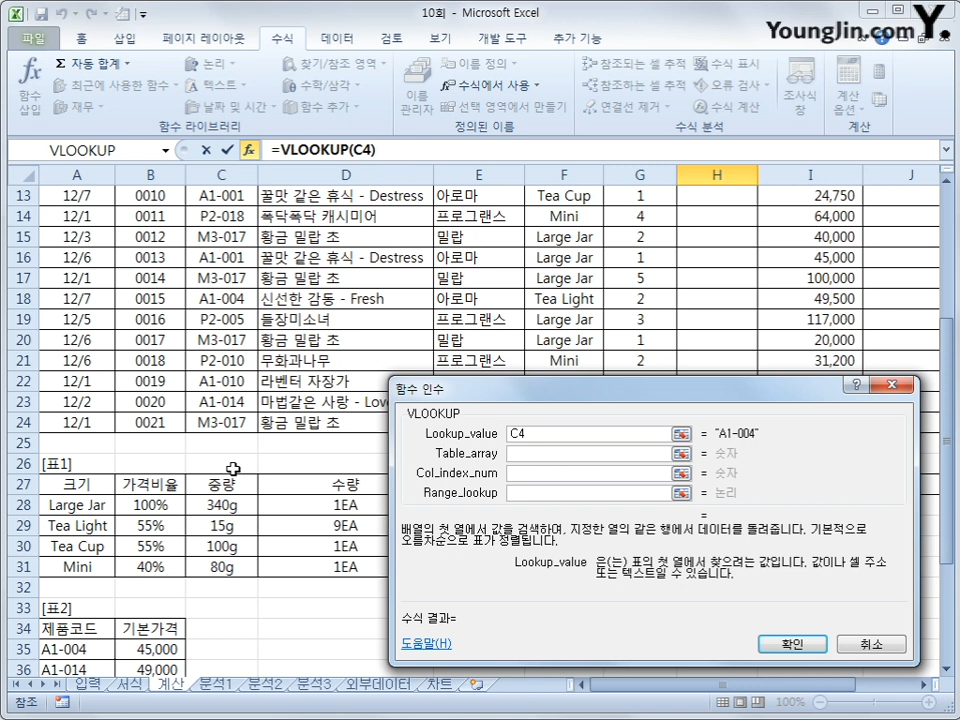 10회 - Microsoft Excel
YoungJin.com Y.
파일 홈 삽입 페이지 레이아웃 수식 데이터 검토 보기 개발 도구 추가 기능
함수 삽입
Σ 자동 합계
최근에 사용한 함수
재무
논리
텍스트
날짜 및 시간
찾기/참조 영역
수학/삼각
함수 추가
함수 라이브러리
이름 관리자
이름 정의
수식에서 사용
선택 영역에서 만들기
정의된 이름
참조되는 셀 추적
참조하는 셀 추적
연결선 제거
수식 표시
오류 검사
수식 계산
수식 분석
조사식 창
계산 옵션
계산
VLOOKUP =VLOOKUP(C4)
A B C D E F G H I J
13 12/7 0010 A1-001 꿀맛 같은 휴식 - Destress 아로마 Tea Cup 1 24,750
14 12/1 0011 P2-018 폭닥폭닥 캐시미어 프로그랜스 Mini 4 64,000
15 12/3 0012 M3-017 황금 밀랍 초 밀랍 Large Jar 2 40,000
16 12/6 0013 A1-001 꿀맛 같은 휴식 - Destress 아로마 Large Jar 1 45,000
17 12/1 0014 M3-017 황금 밀랍 초 밀랍 Large Jar 5 100,000
18 12/7 0015 A1-004 신선한 감동 - Fresh 아로마 Tea Light 2 49,500
19 12/5 0016 P2-005 들장미소녀 프로그랜스 Large Jar 3 117,000
20 12/6 0017 M3-017 황금 밀랍 초 밀랍 Large Jar 1 20,000
21 12/6 0018 P2-010 무화과나무 프로그랜스 Mini 2 31,200
22 12/1 0019 A1-010 라벤터 자장가
23 12/2 0020 A1-014 마법같은 사랑 - Lov
24 12/1 0021 M3-017 황금 밀랍 초
25
26 [표1]
27 크기 가격비율 중량 수량
28 Large Jar 100% 340g 1EA
29 Tea Light 55% 15g 9EA
30 Tea Cup 55% 100g 1EA
31 Mini 40% 80g 1EA
32
33 [표2]
34 제품코드 기본가격
35 A1-004 45,000
36 A1-014 49,000
함수 인수
VLOOKUP
Lookup_value C4 = "A1-004"
Table_array = 숫자
Col_index_num = 숫자
Range_lookup = 논리
=
배열의 첫 열에서 값을 검색하여, 지정한 열의 같은 행에서 데이터를 돌려줍니다. 기본적으로
오름차순으로 표가 정렬됩니다.
Lookup_value 은(는) 표의 첫 열에서 찾으려는 값입니다. 값이나 셀 주소
또는 텍스트일 수 있습니다.
수식 결과=
도움말(H) 확인 취소
입력 서식 계산 분석1 분석2 분석3 외부데이터 차트
참조 100%